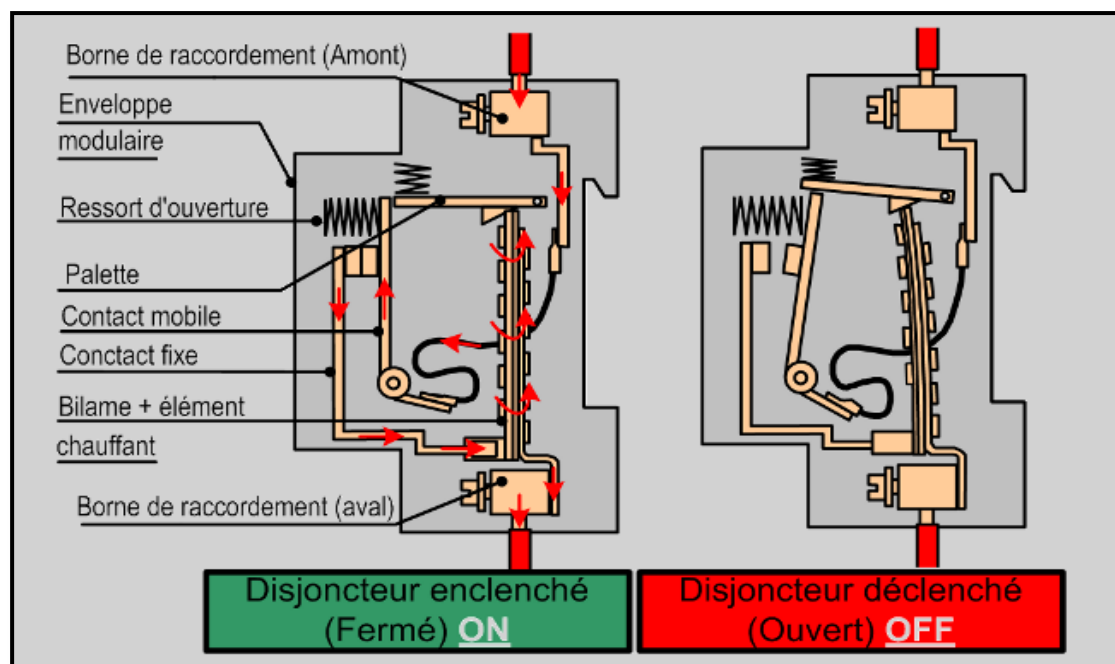 Borne de raccordement (Amont)
Enveloppe
modulaire
Ressort d'ouverture
Palette
Contact mobile
Conctact fixe
Bilame + élément
chauffant
Borne de raccordement (aval)
Disjoncteur enclenché
(Fermé) ON
Disjoncteur déclenché
(Ouvert) OFF